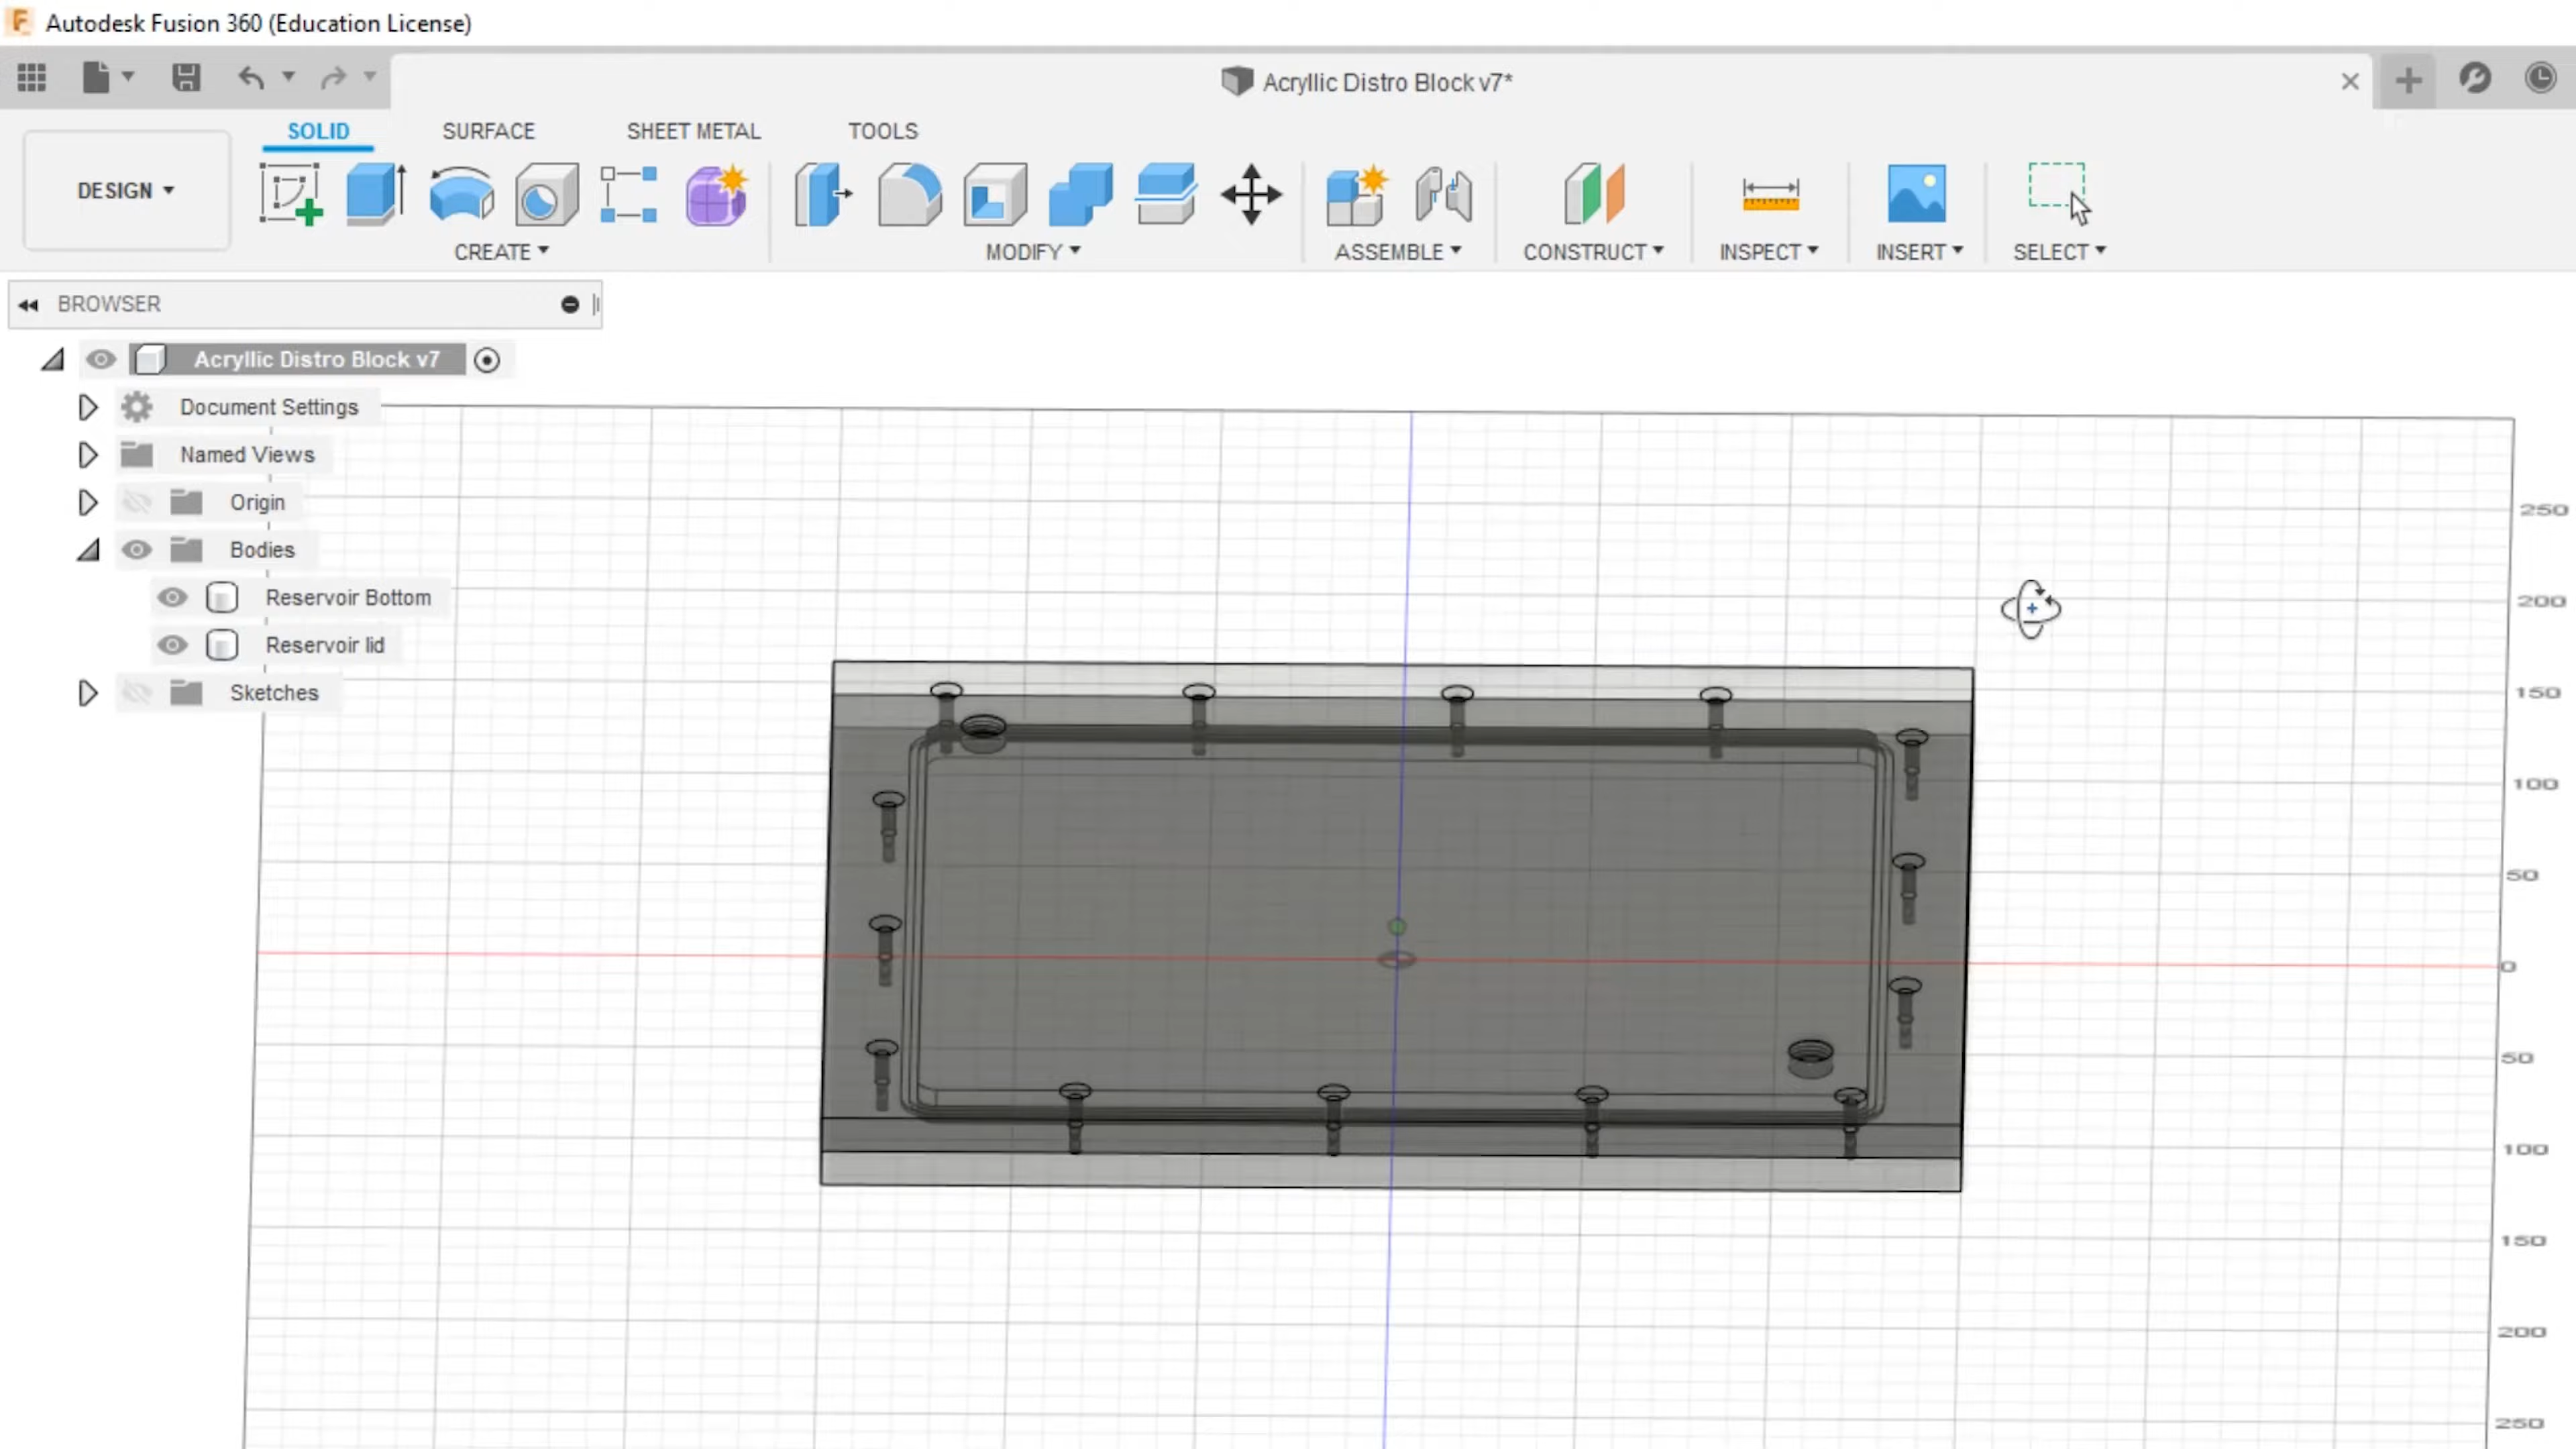 Autodesk Fusion 360 (Education License)
Acryllic Distro Block v7*
SOLID
SURFACE
SHEET METAL
TOOLS
DESIGN
CREATE
MODIFY
ASSEMBLE
CONSTRUCT
INSPECT
INSERT
SELECT
BROWSER
Acryllic Distro Block v7
Document Settings
Named Views
Origin
Bodies
Reservoir Bottom
Reservoir lid
Sketches
250
200
150
100
50
0
50
100
150
200
250